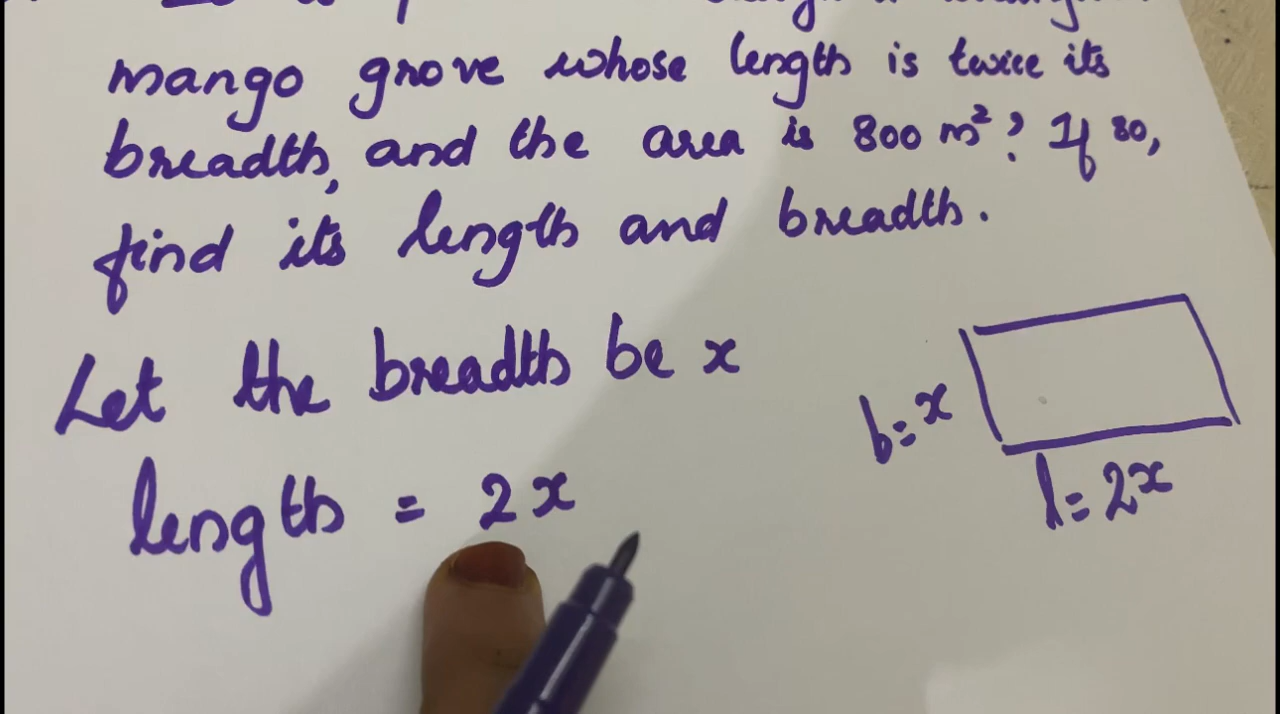 mango grove whose length is twice its
breadth, and the area is 800 m²? If so,
find its length and breadth.
Let the breadth be x
b = x
length = 2x
l = 2x